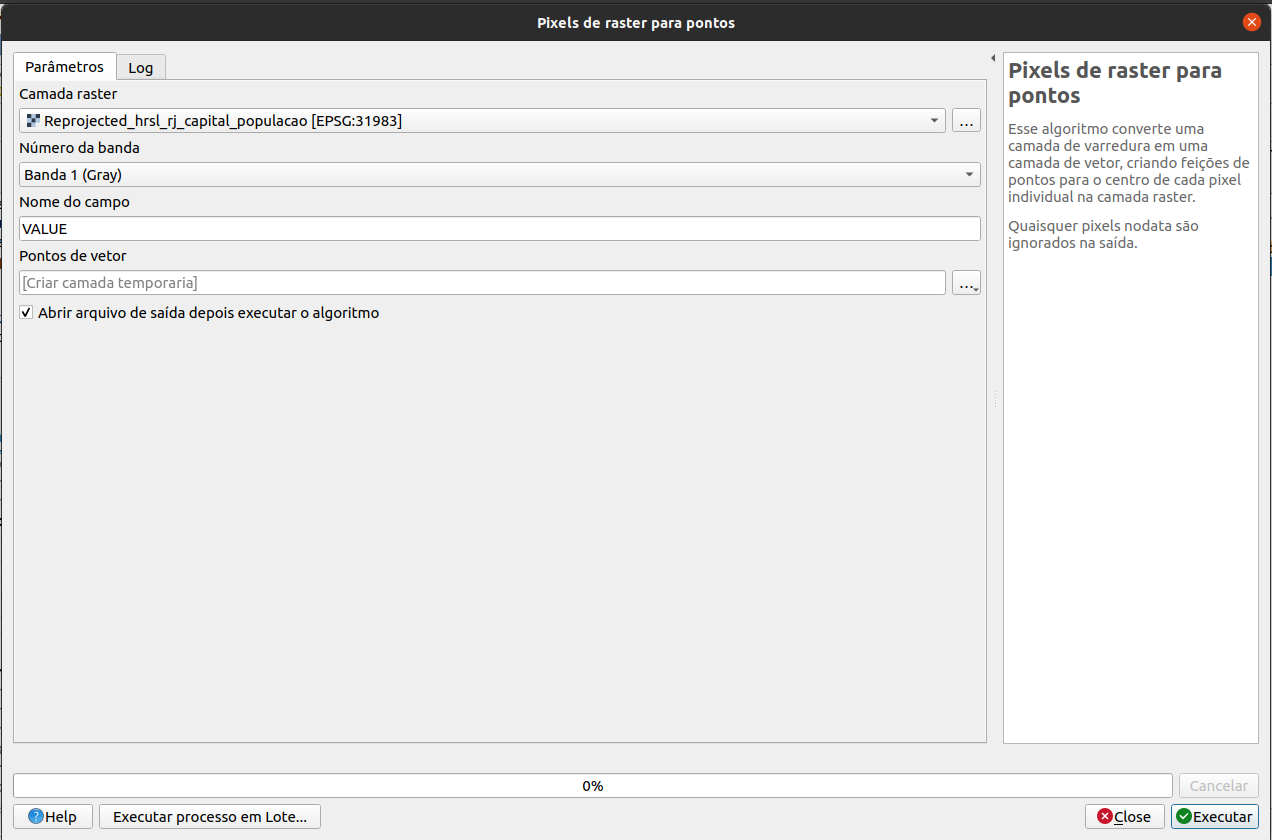 Pixels de raster para pontos
Parâmetros
Log
Camada raster
Reprojected_hrsl_rj_capital_populacao [EPSG:31983]
...
Número da banda
Banda 1 (Gray)
Nome do campo
VALUE
Pontos de vetor
[Criar camada temporaria]
...
Abrir arquivo de saída depois executar o algoritmo
Pixels de raster para
pontos
Esse algoritmo converte uma
camada de varredura em uma
camada de vetor, criando feições de
pontos para o centro de cada pixel
individual na camada raster.
Quaisquer pixels nodata são
ignorados na saída.
0%
Cancelar
Help
Executar processo em Lote...
Close
Executar